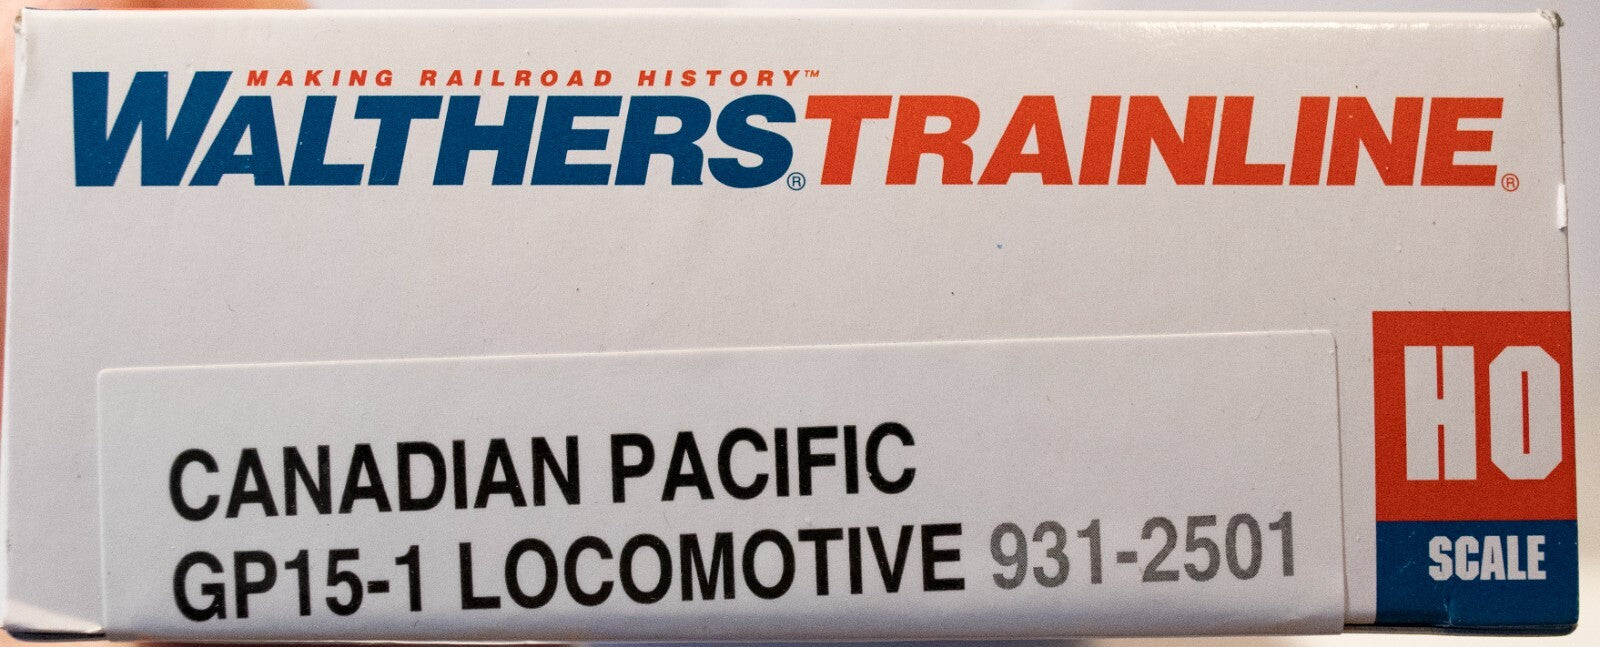 MAKING RAILROAD HISTORY™
WALTHERS®TRAINLINE®
CANADIAN PACIFIC
GP15-1 LOCOMOTIVE 931-2501
HO
SCALE